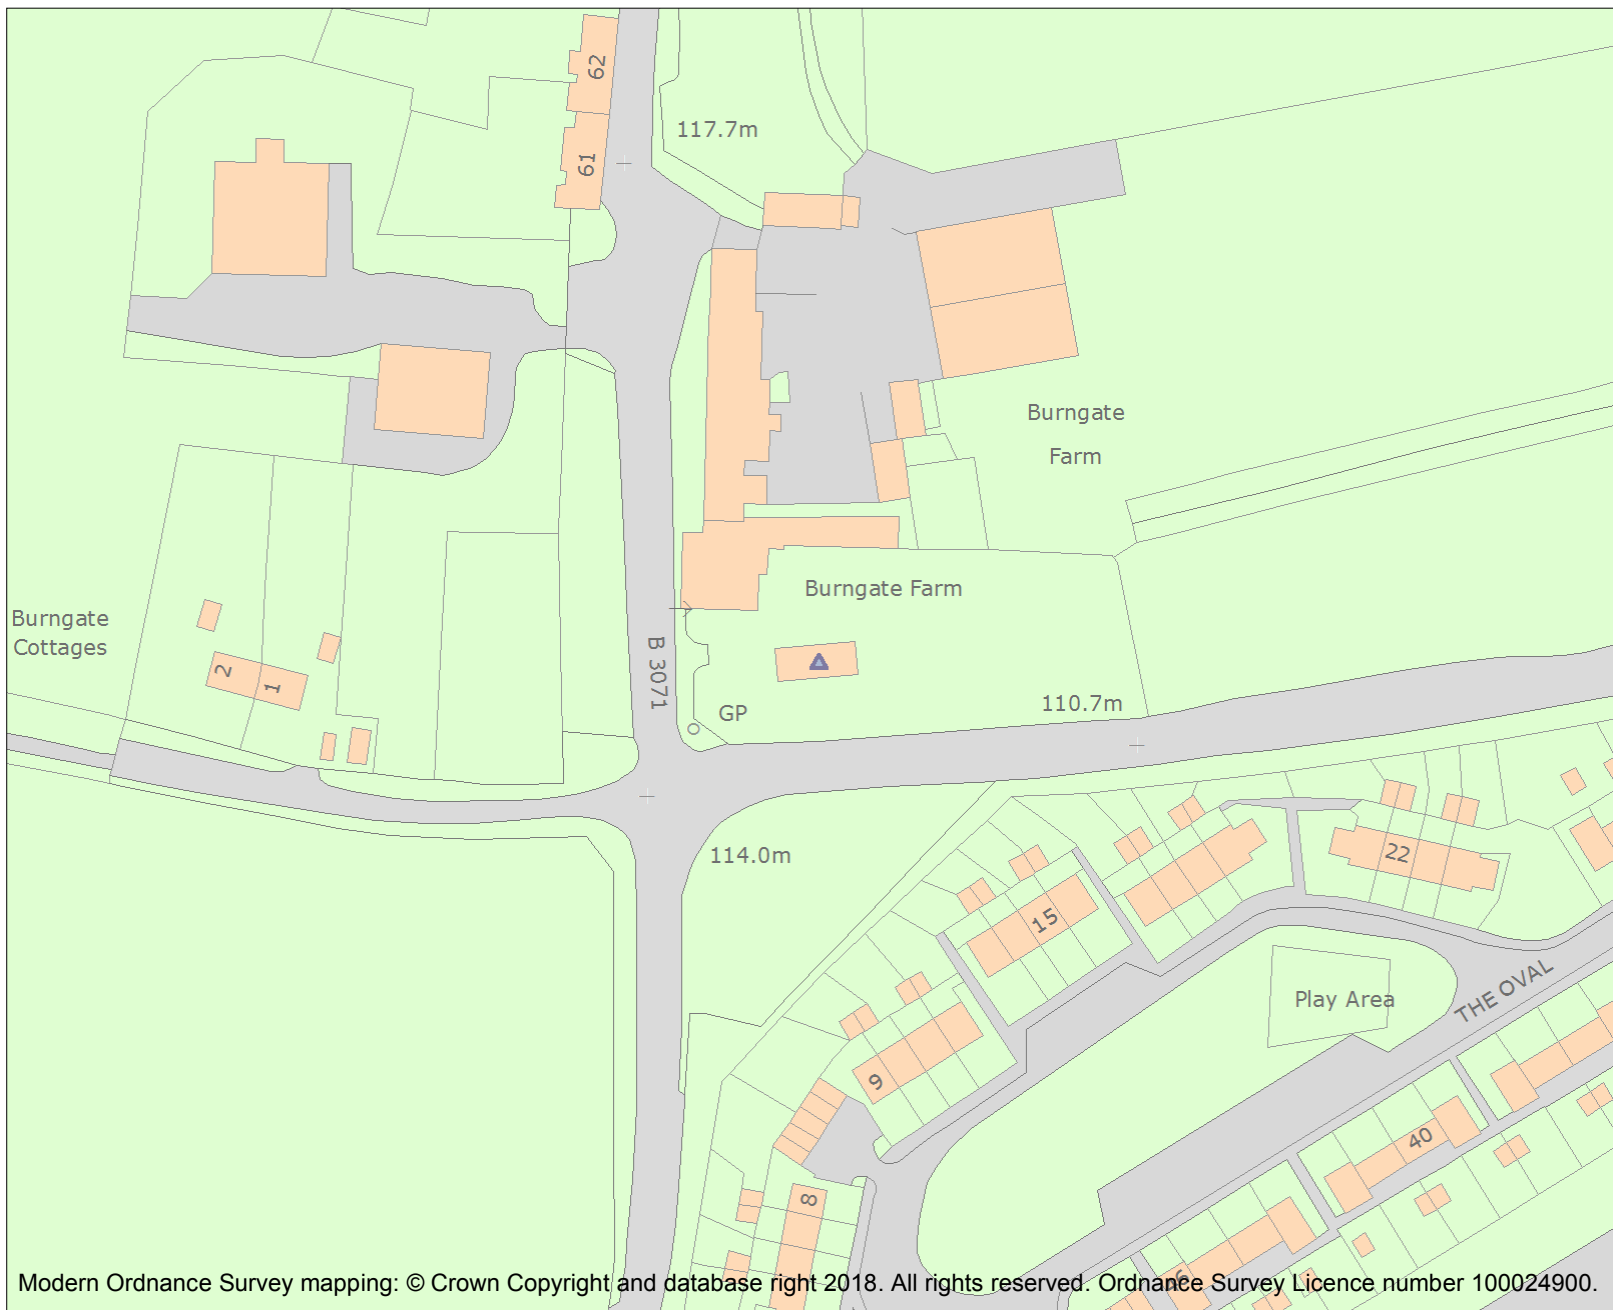 62
61
117.7m
Burngate
Farm
Burngate Farm
Burngate
Cottages
2
1
B 3071
GP
110.7m
114.0m
22
15
9
Play Area
THE OVAL
40
8
Modern Ordnance Survey mapping: © Crown Copyright and database right 2018. All rights reserved. Ordnance Survey Licence number 100024900.